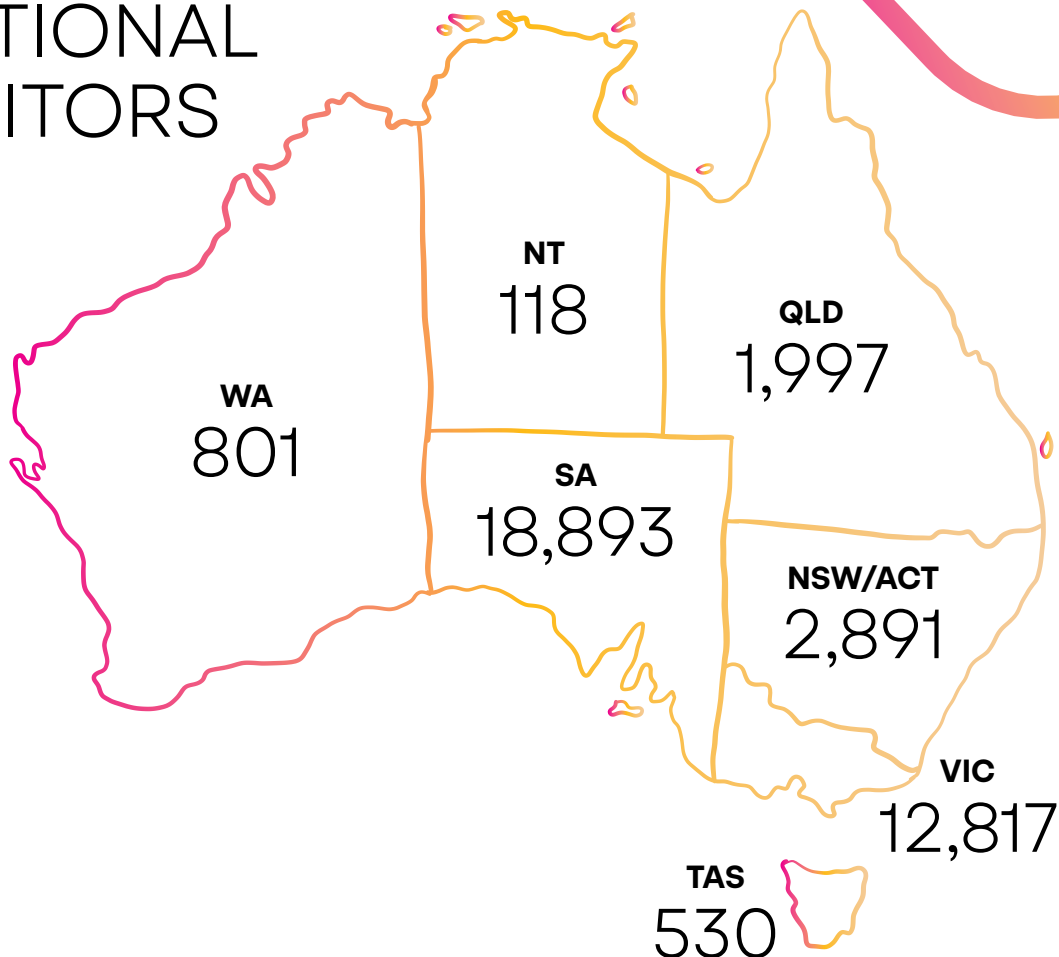 TIONAL
ITORS
NT
118
QLD
1,997
WA
801
SA
18,893
NSW/ACT
2,891
VIC
12,817
TAS
530